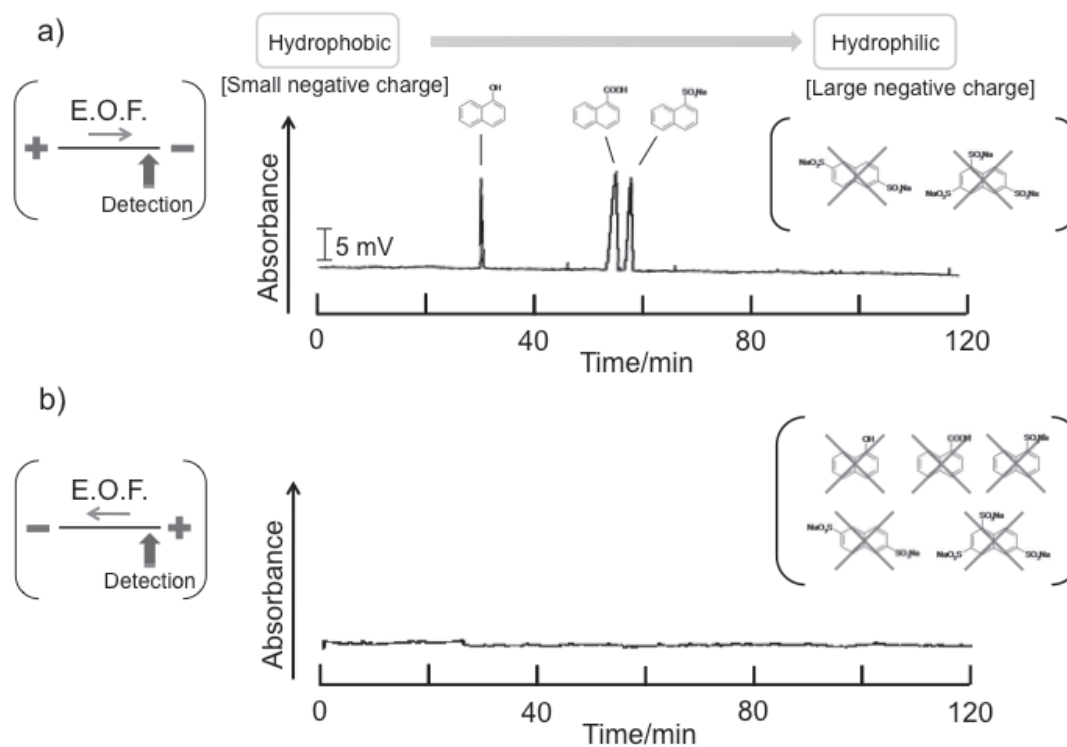 a)
Hydrophobic
Hydrophilic
[Small negative charge]
[Large negative charge]
E.O.F.
+
−
Detection
OH
COOH
SO₃Na
NaO₃S
SO₃Na
SO₃Na
NaO₃S
SO₃Na
Absorbance
5 mV
0
40
80
120
Time/min
b)
E.O.F.
−
+
Detection
OH
COOH
SO₃Na
NaO₃S
SO₃Na
SO₃Na
NaO₃S
SO₃Na
Absorbance
0
40
80
120
Time/min